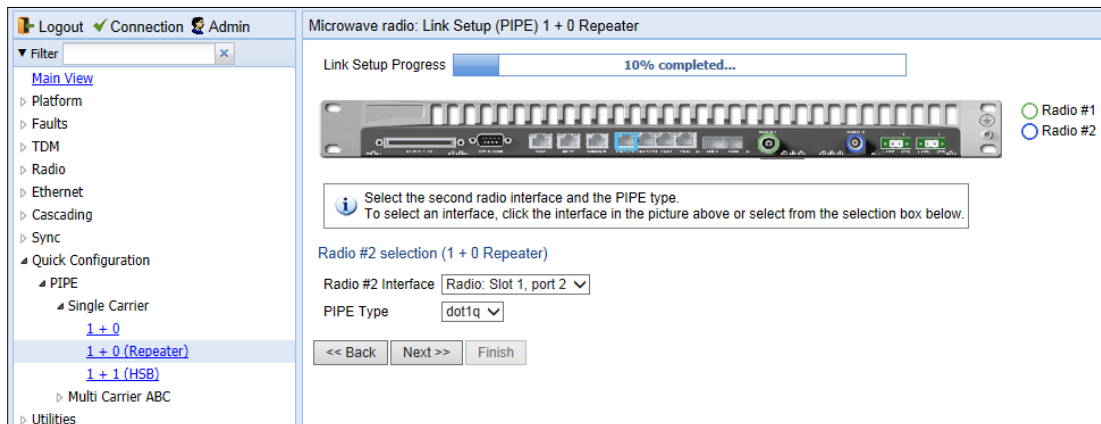 Logout Connection Admin
Filter
Main View
Platform
Faults
TDM
Radio
Ethernet
Cascading
Sync
Quick Configuration
PIPE
Single Carrier
1 + 0
1 + 0 (Repeater)
1 + 1 (HSB)
Multi Carrier ABC
Utilities
Microwave radio: Link Setup (PIPE) 1 + 0 Repeater
Link Setup Progress 10% completed...
Radio #1
Radio #2
Select the second radio interface and the PIPE type.
To select an interface, click the interface in the picture above or select from the selection box below.
Radio #2 selection (1 + 0 Repeater)
Radio #2 Interface Radio: Slot 1, port 2
PIPE Type dot1q
<< Back Next >> Finish